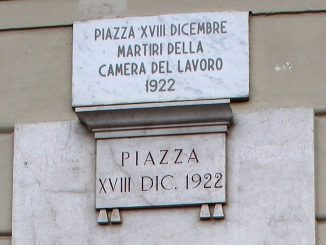 PIAZZA XVIII DICEMBRE
MARTIRI DELLA
CAMERA DEL LAVORO
1922
PIAZZA
XVIII DIC. 1922